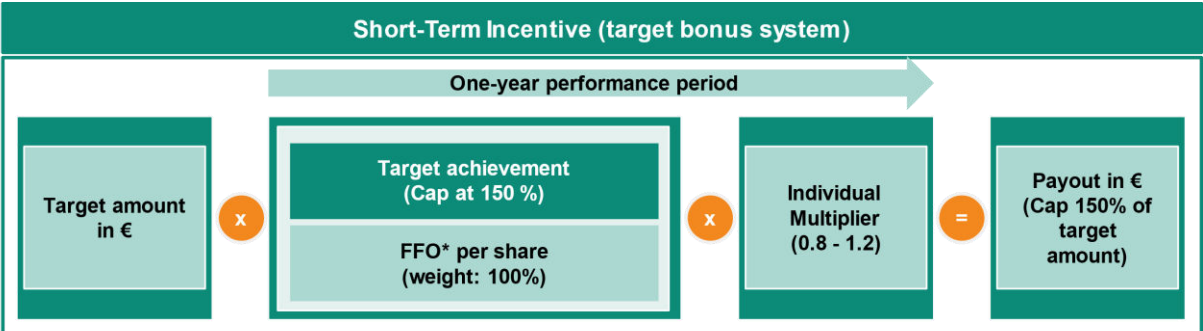 Short-Term Incentive (target bonus system)
One-year performance period
Target amount
in €
x
Target achievement
(Cap at 150 %)
FFO* per share
(weight: 100%)
x
Individual
Multiplier
(0.8 - 1.2)
=
Payout in €
(Cap 150% of
target
amount)